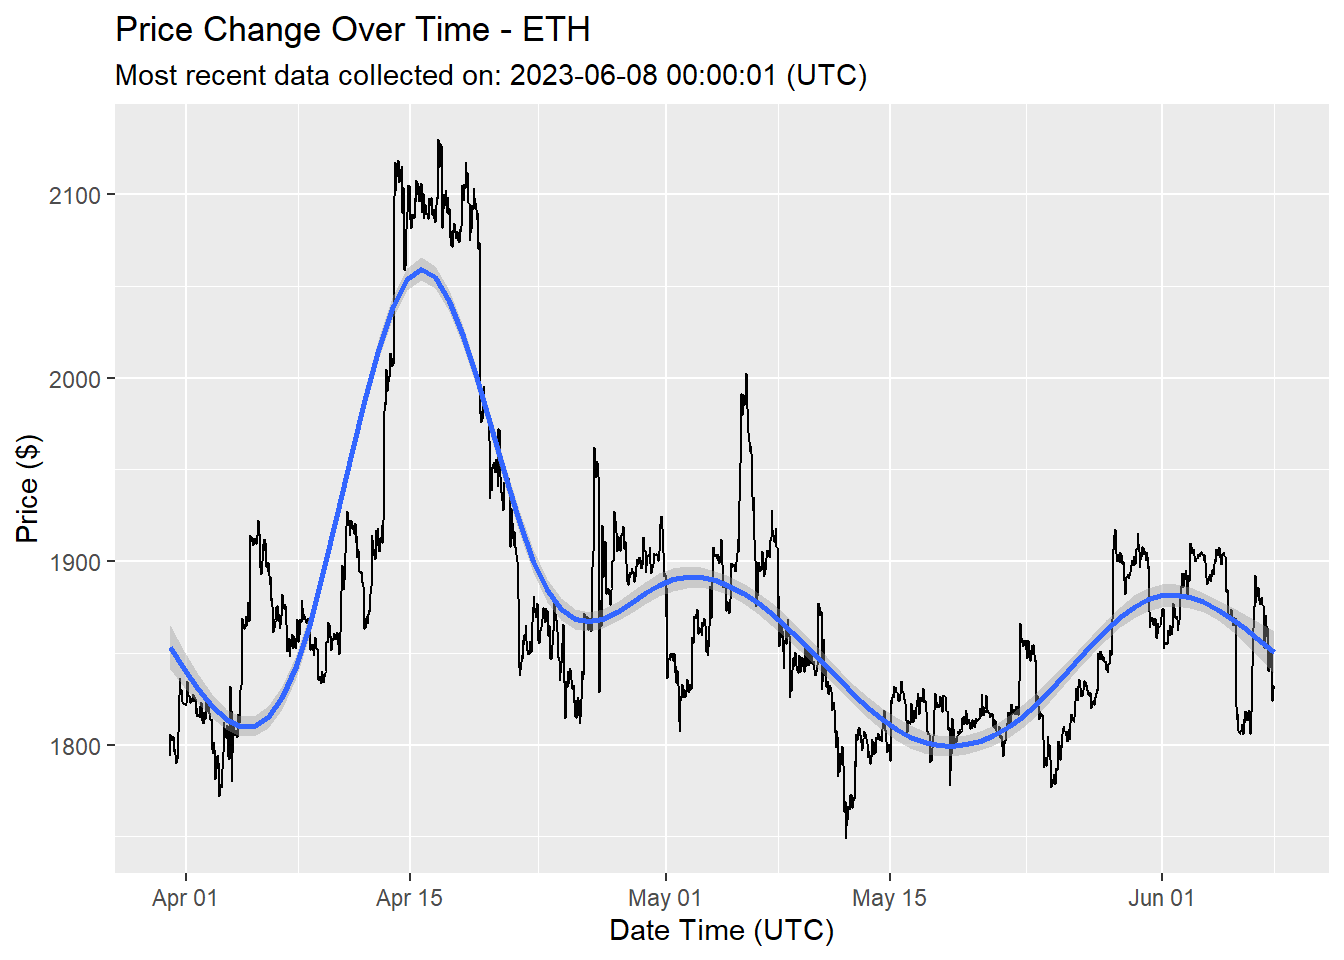 Price Change Over Time - ETH
Most recent data collected on: 2023-06-08 00:00:01 (UTC)
Price ($)
2100
2000
1900
1800
Apr 01
Apr 15
May 01
May 15
Jun 01
Date Time (UTC)